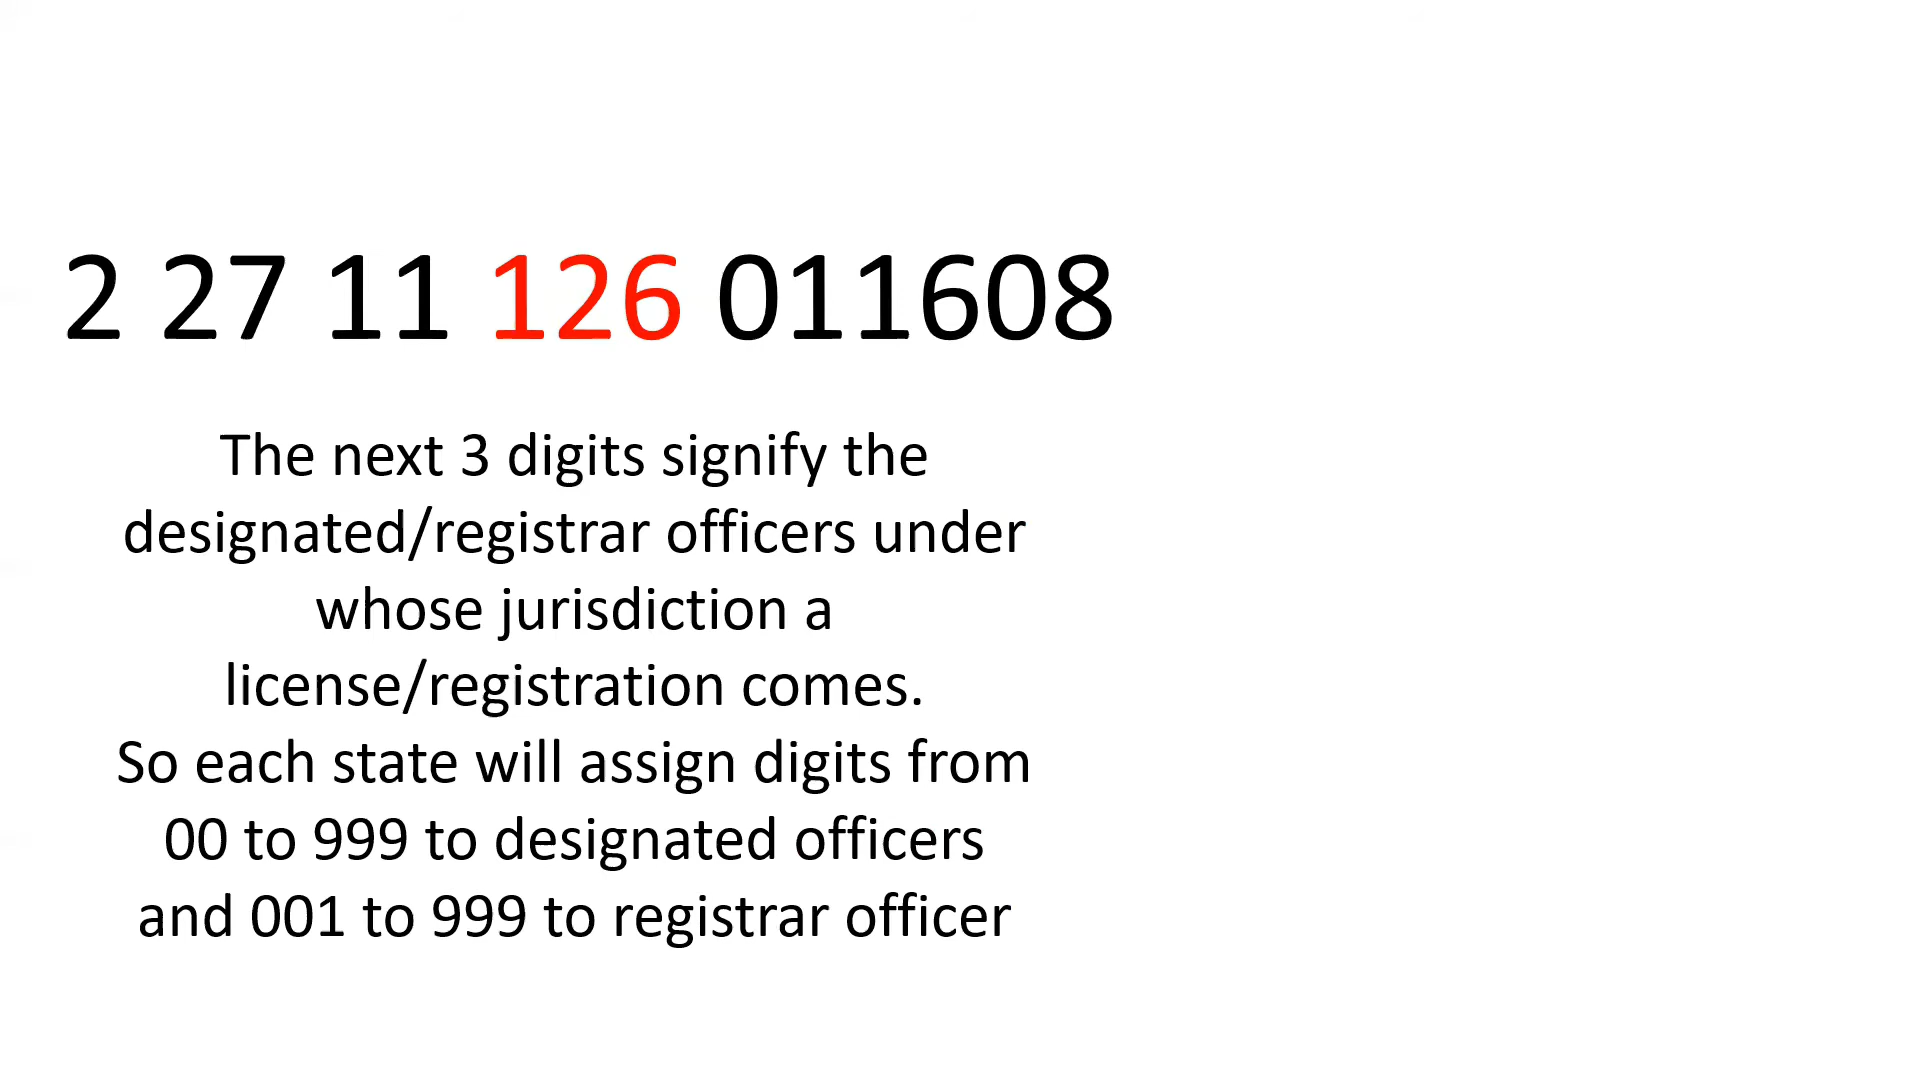 2 27 11 126 011608
The next 3 digits signify the
designated/registrar officers under
whose jurisdiction a
license/registration comes.
So each state will assign digits from
00 to 999 to designated officers
and 001 to 999 to registrar officer